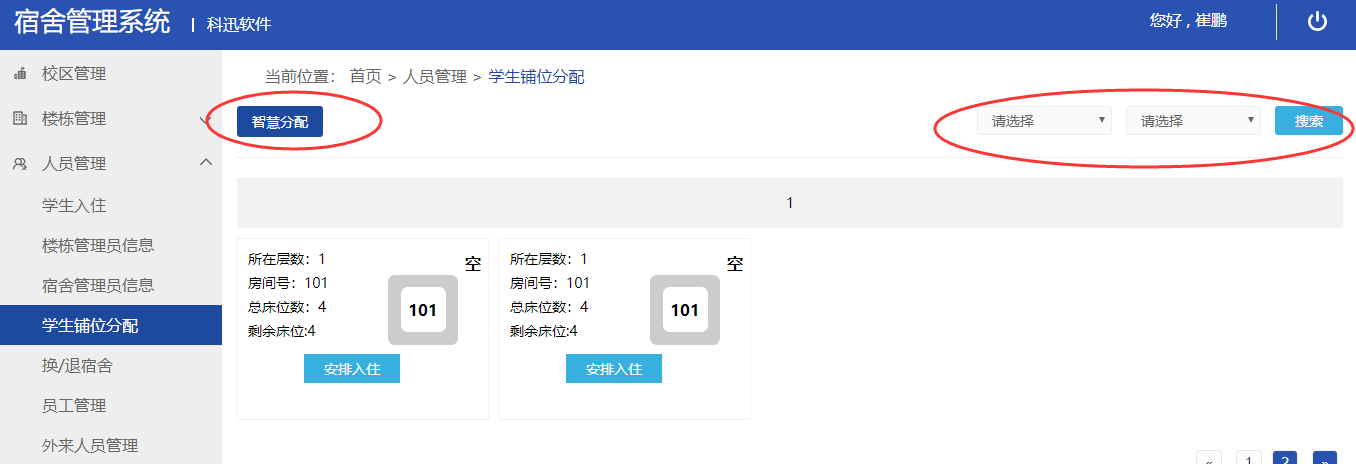 宿舍管理系统 | 科迅软件
您好 , 崔鹏
校区管理
楼栋管理
人员管理
学生入住
楼栋管理员信息
宿舍管理员信息
学生铺位分配
换/退宿舍
员工管理
外来人员管理
当前位置： 首页 > 人员管理 > 学生铺位分配
智慧分配
请选择
请选择
搜索
1
所在层数：1
空
房间号：101
总床位数：4
剩余床位:4
101
安排入住
所在层数：1
空
房间号：101
总床位数：4
剩余床位:4
101
安排入住
« 1 2 »